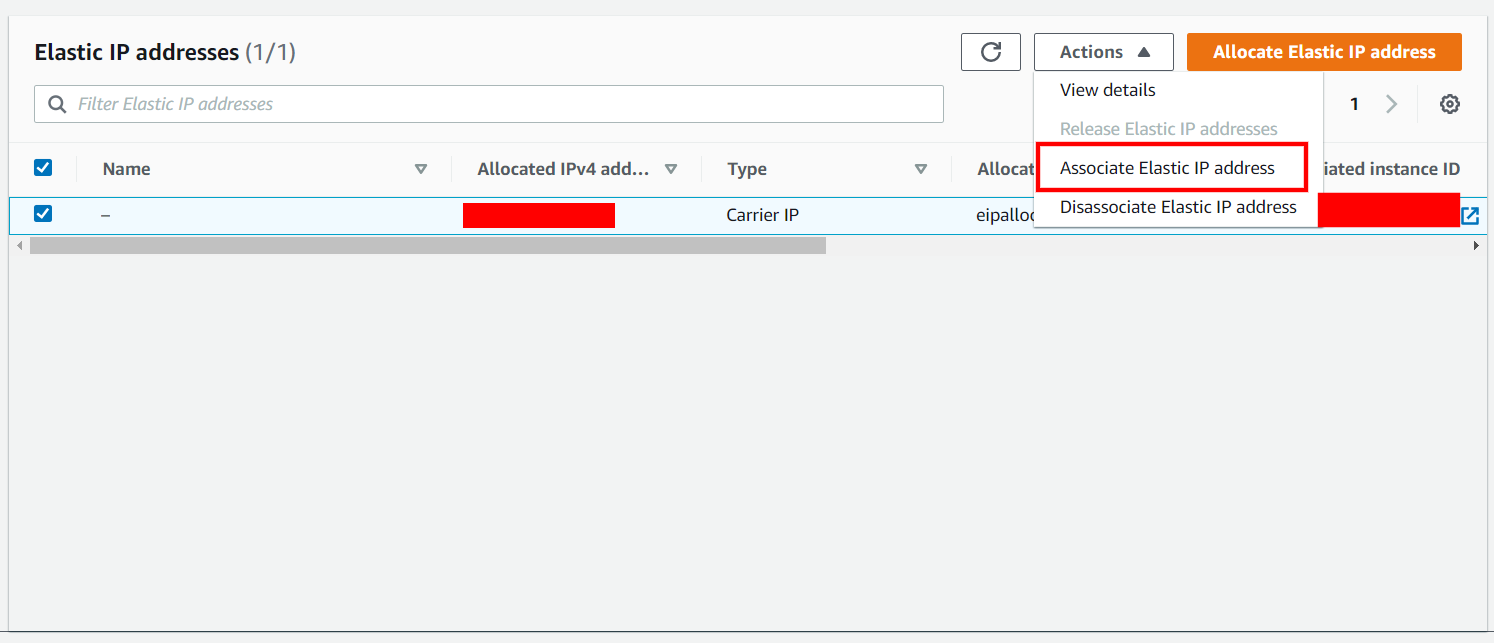 Elastic IP addresses (1/1)
Actions
Allocate Elastic IP address
Filter Elastic IP addresses
1
View details
Release Elastic IP addresses
Associate Elastic IP address
Disassociate Elastic IP address
Name
Allocated IPv4 add...
Type
Allocat
iated instance ID
–
Carrier IP
eipalloc